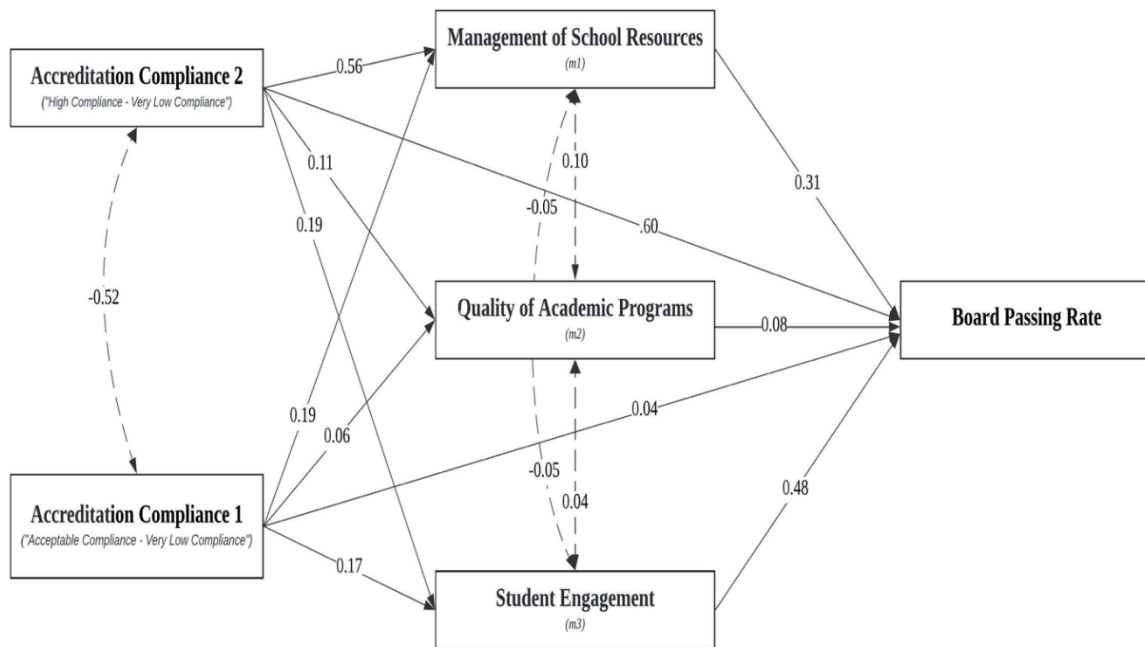 Management of School Resources
(m1)
Accreditation Compliance 2
("High Compliance - Very Low Compliance")
0.56
0.11
0.10
0.31
0.19
-0.05
.60
-0.52
Quality of Academic Programs
(m2)
0.08
Board Passing Rate
0.19
0.06
0.04
-0.05
0.04
0.48
Accreditation Compliance 1
("Acceptable Compliance - Very Low Compliance")
0.17
Student Engagement
(m3)